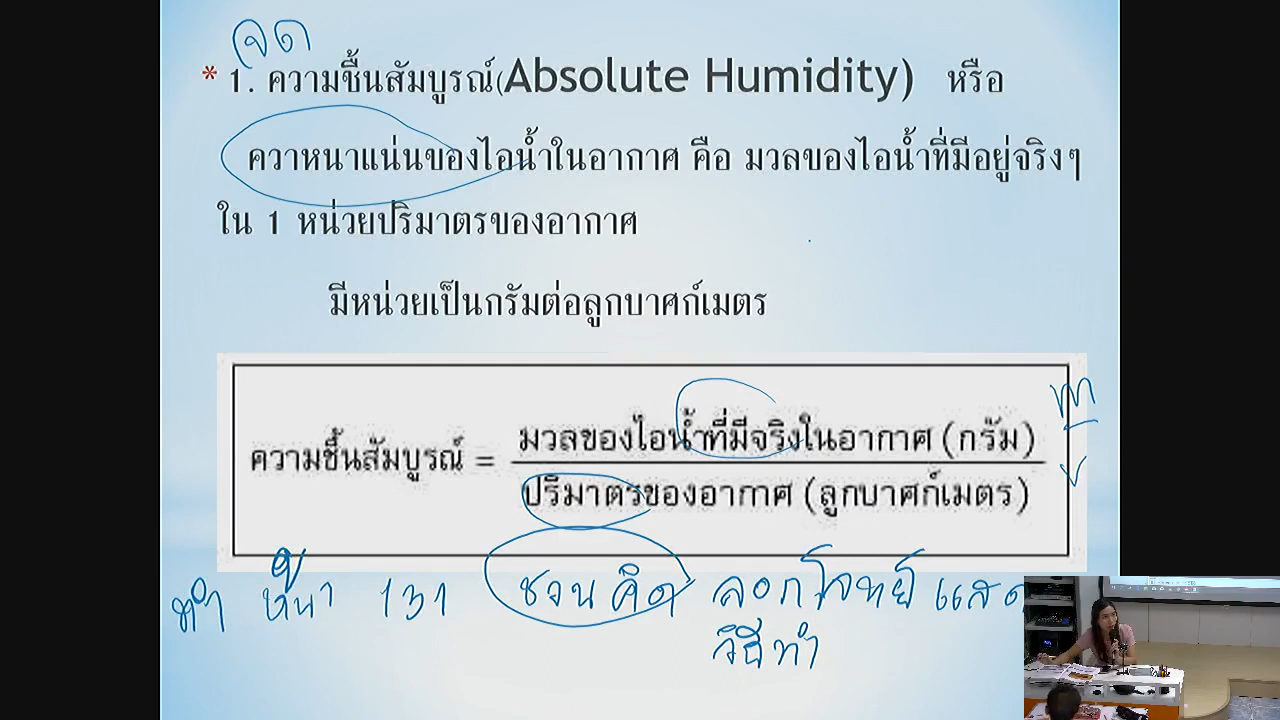 จด
* 1. ความชื้นสัมบูรณ์(Absolute Humidity) หรือ
ควาหนาแน่นของไอน้ำในอากาศ คือ มวลของไอน้ำที่มีอยู่จริงๆ
ใน 1 หน่วยปริมาตรของอากาศ
มีหน่วยเป็นกรัมต่อลูกบาศก์เมตร
มวลของไอน้ำที่มีจริงในอากาศ (กรัม)
ความชื้นสัมบูรณ์ =
ปริมาตรของอากาศ (ลูกบาศก์เมตร)
ทำ หน้า 131 ชวนคิด ลอกโจทย์ แสด
วิธีทำ